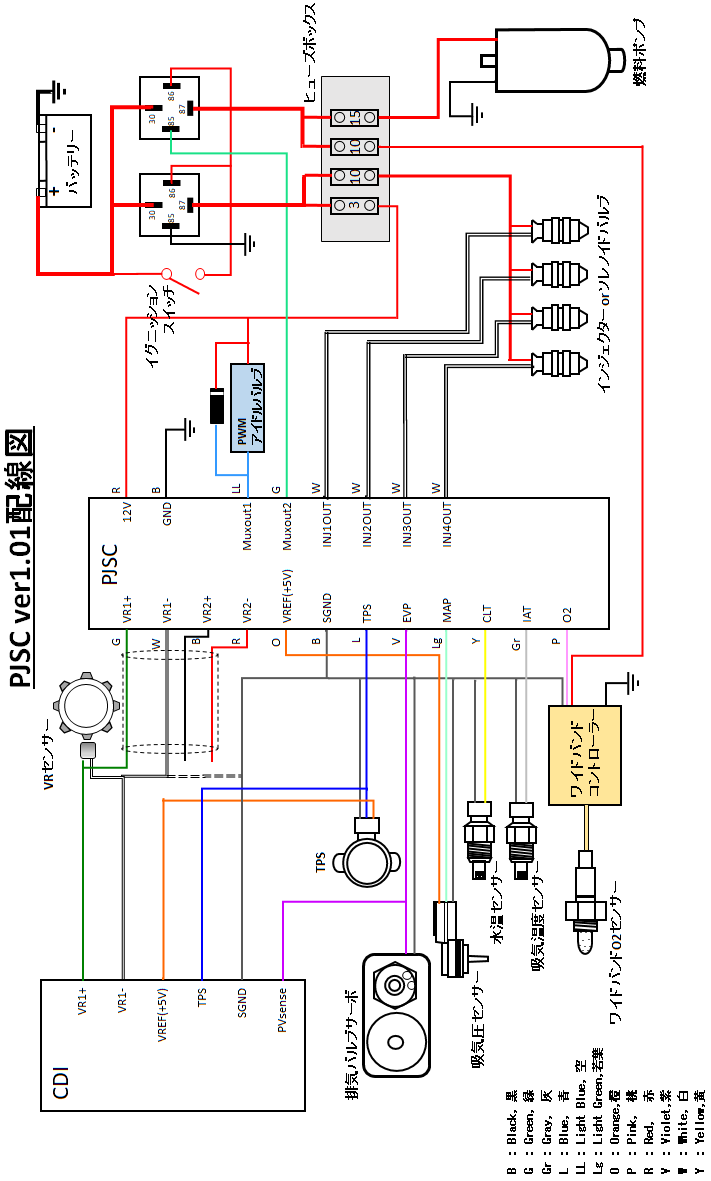 PJSC ver1.01配線図
バッテリー
-
+
30
86
87
85
30
86
87
85
イグニッション
スイッチ
ヒューズボックス
15
10
10
3
燃料ポンプ
インジェクター or ソレノイドバルブ
PWM
アイドルバルブ
R
B
LL
G
W
W
W
W
12V
GND
Muxout1
Muxout2
INJ1OUT
INJ2OUT
INJ3OUT
INJ4OUT
PJSC
VR1+
VR1-
VR2+
VR2-
VREF(+5V)
SGND
TPS
EVP
MAP
CLT
IAT
O2
G
W
B
R
O
B
L
V
Lg
Y
Gr
P
VRセンサー
TPS
水温センサー
吸気温度センサー
ワイドバンド
コントローラー
ワイドバンドO2センサー
吸気圧センサー
排気バルブサーボ
CDI
VR1+
VR1-
VREF(+5V)
TPS
SGND
PVsense
B : Black, 黒
G : Green, 緑
Gr : Gray, 灰
L : Blue, 青
LL : Light Blue, 空
Lg : Light Green,若葉
O : Orange,橙
P : Pink, 桃
R : Red, 赤
V : Violet,紫
W : White, 白
Y : Yellow,黄